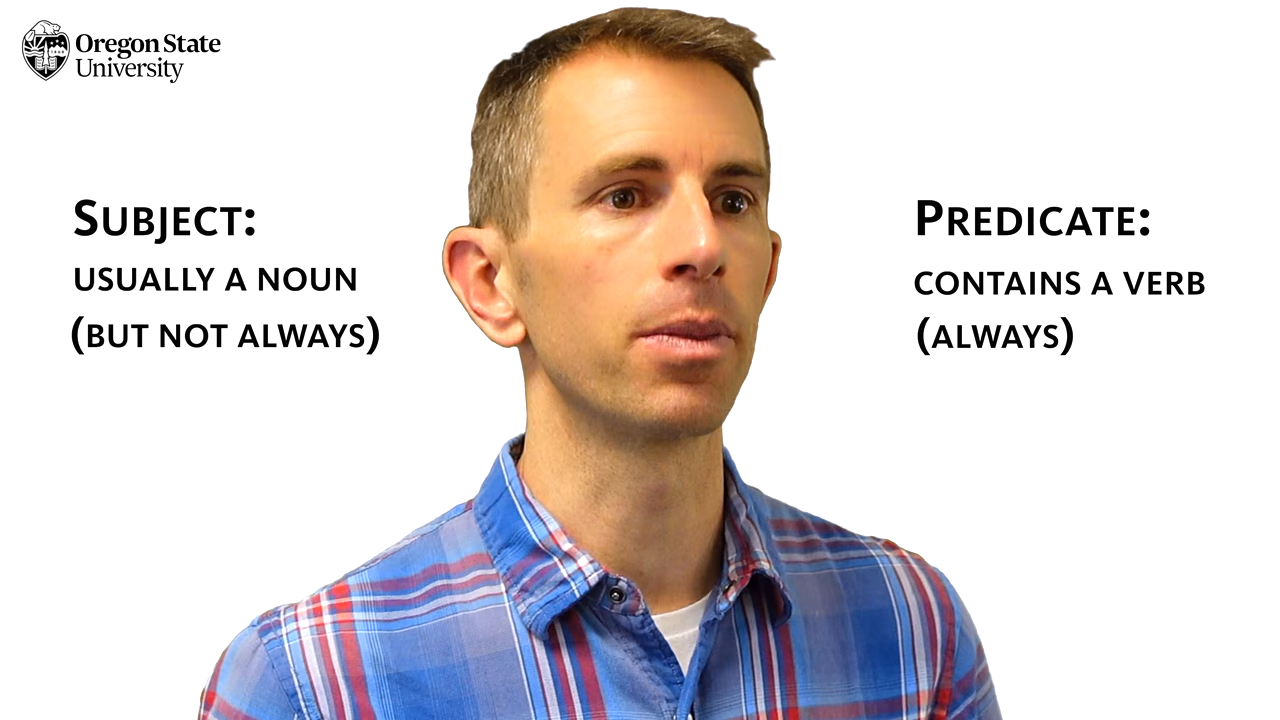 Oregon State
University
SUBJECT:
USUALLY A NOUN
(BUT NOT ALWAYS)
PREDICATE:
CONTAINS A VERB
(ALWAYS)